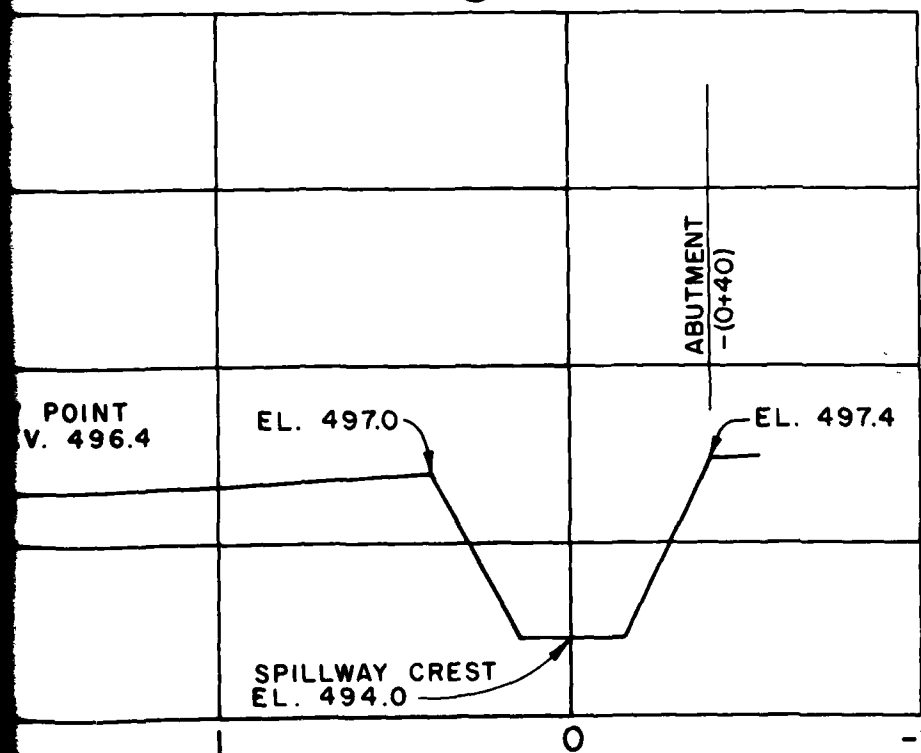 ABUTMENT
-(0+40)
POINT
V. 496.4
EL. 497.0
EL. 497.4
SPILLWAY CREST
EL. 494.0
1
0
-